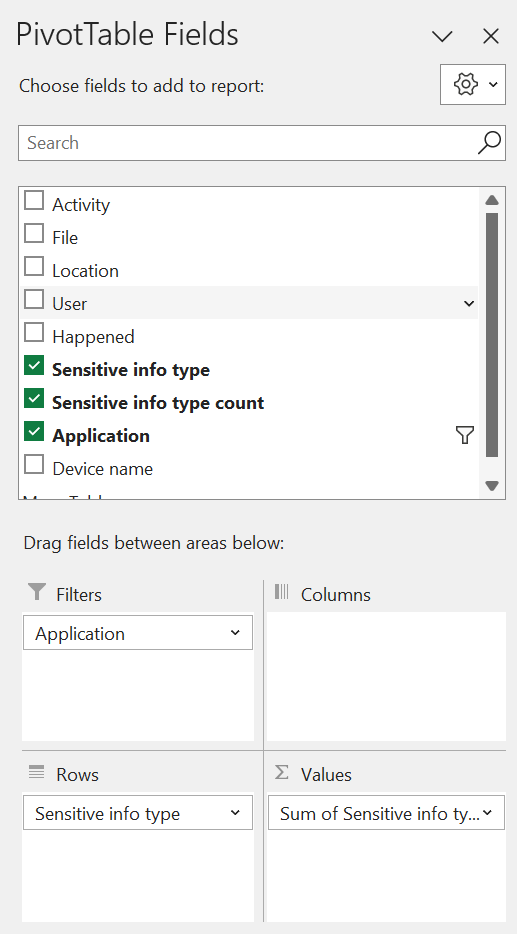 PivotTable Fields
Choose fields to add to report:
Search
Activity
File
Location
User
Happened
Sensitive info type
Sensitive info type count
Application
Device name
Drag fields between areas below:
Filters
Columns
Application
Rows
Σ Values
Sensitive info type
Sum of Sensitive info ty...